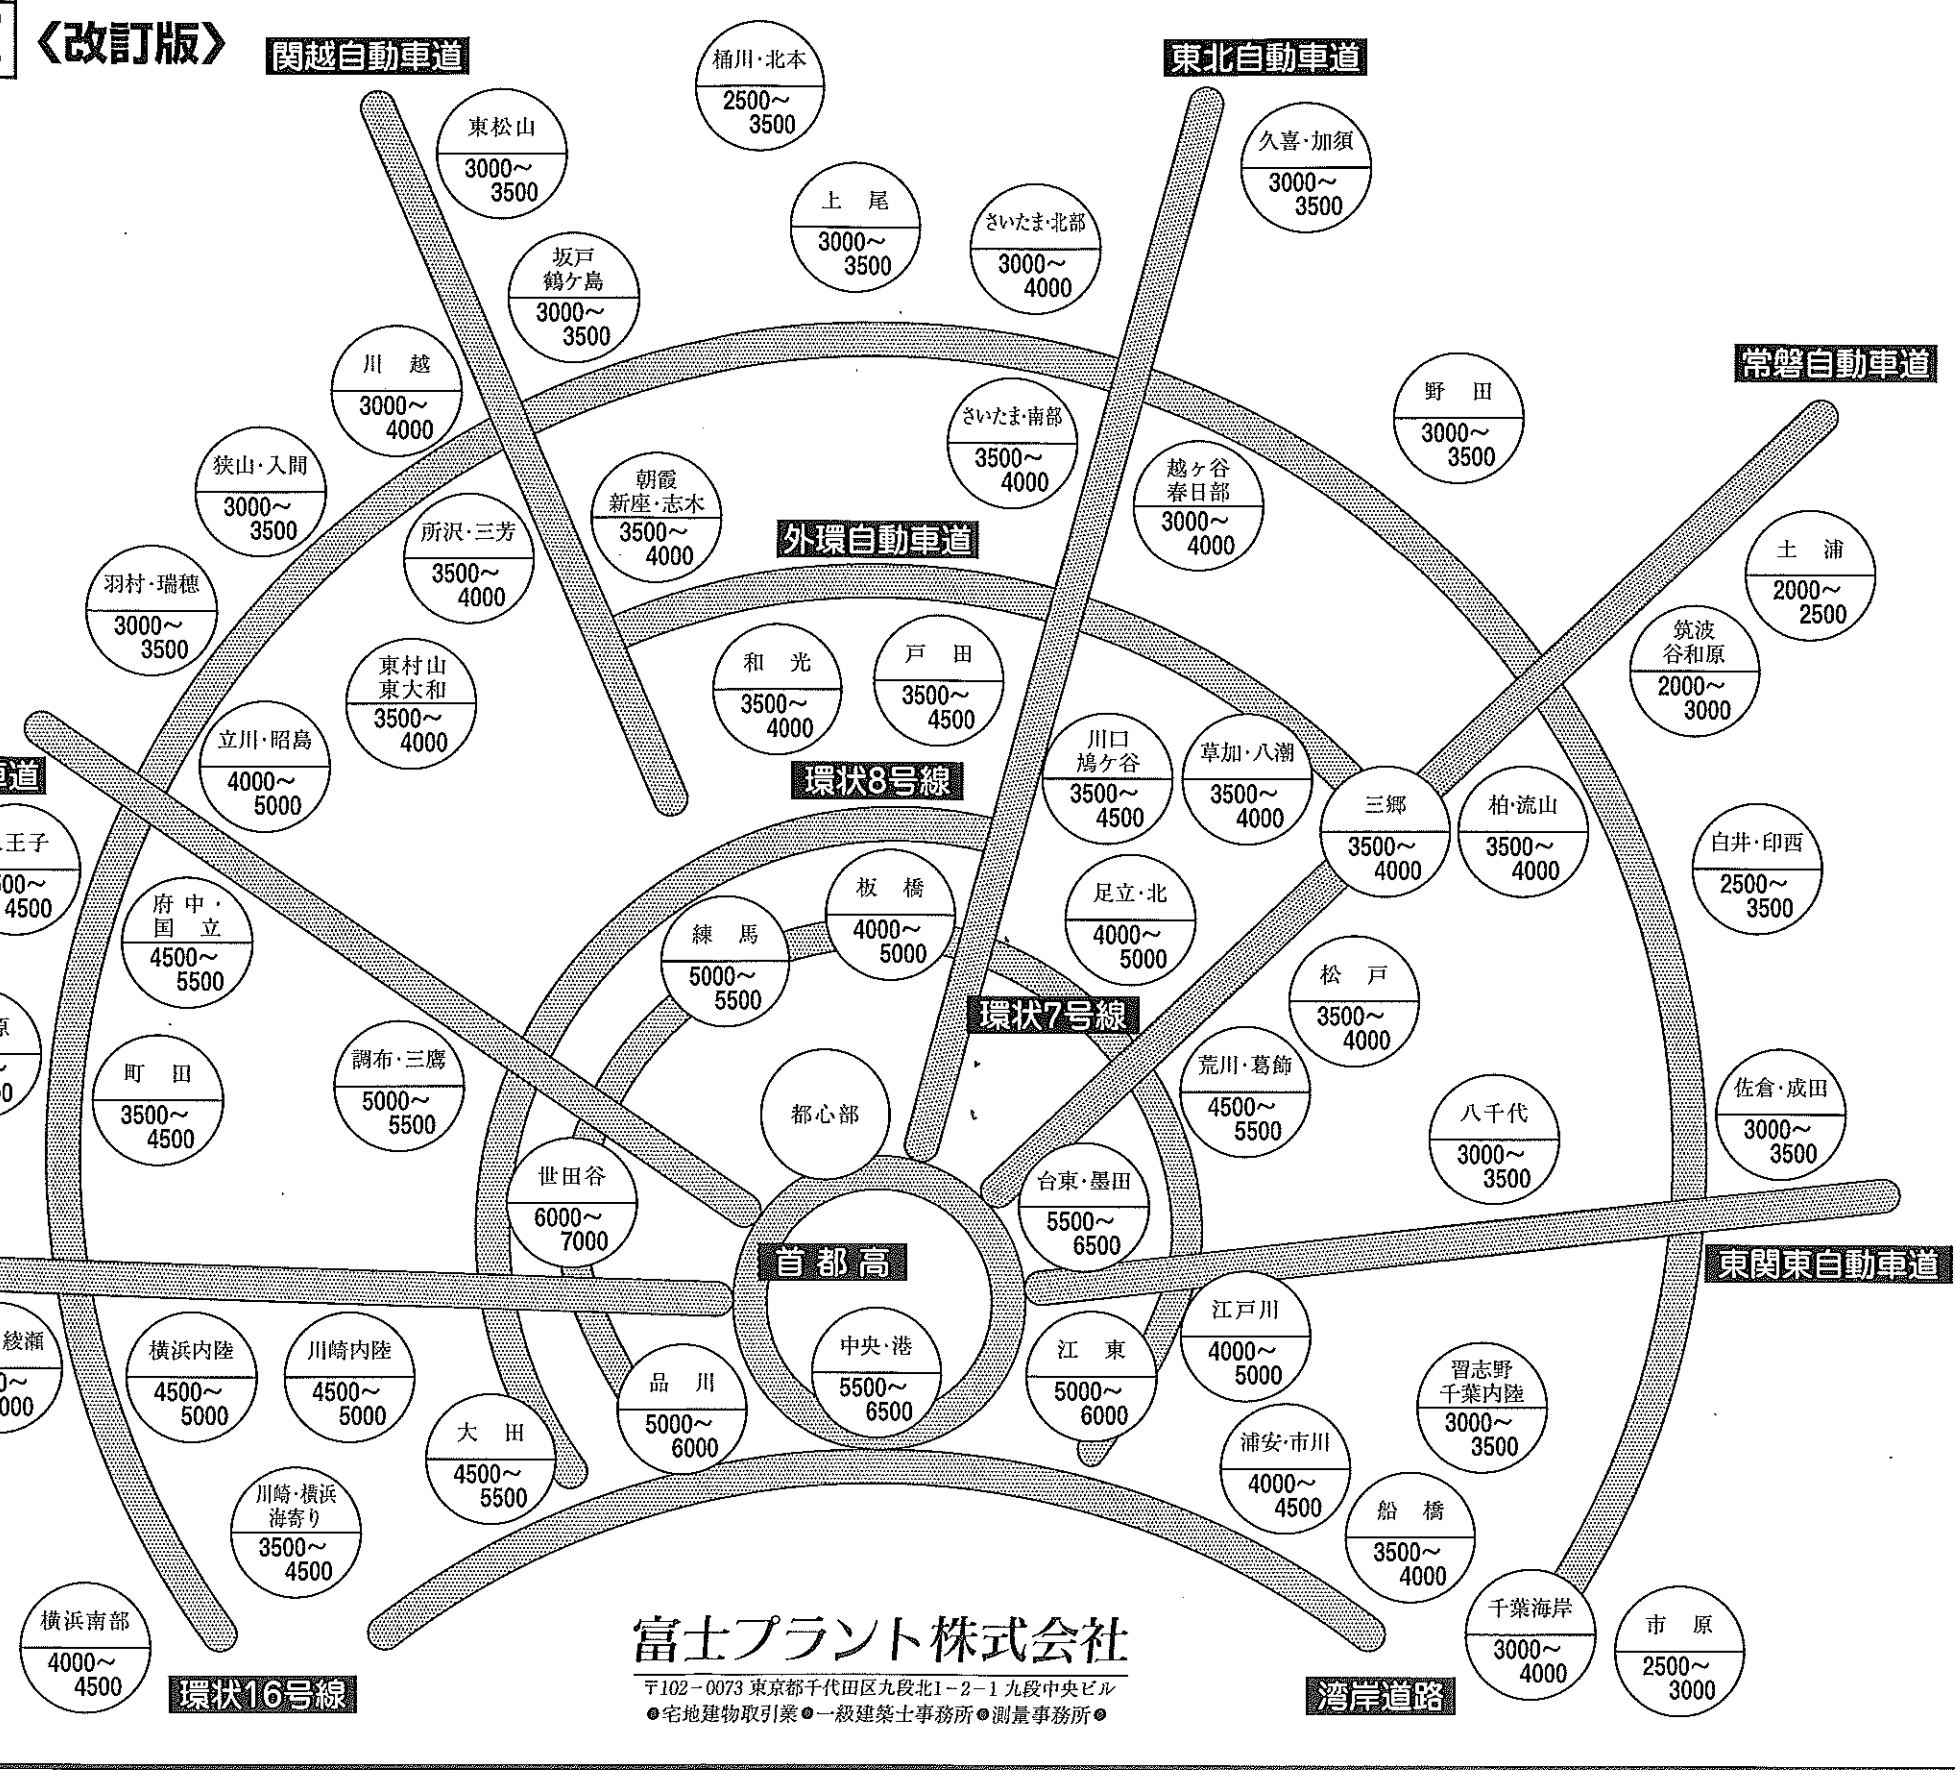 〈改訂版〉
関越自動車道
桶川・北本
2500～
3500
東北自動車道
東松山
3000～
3500
久喜・加須
3000～
3500
上 尾
3000～
3500
さいたま・北部
3000～
4000
坂戸
鶴ケ島
3000～
3500
川 越
3000～
4000
常磐自動車道
野 田
3000～
3500
さいたま・南部
3500～
4000
狭山・入間
3000～
3500
朝霞
新座・志木
3500～
4000
越ヶ谷
春日部
3000～
4000
所沢・三芳
3500～
4000
外環自動車道
土 浦
2000～
2500
羽村・瑞穂
3000～
3500
筑波
谷和原
2000～
3000
東村山
東大和
3500～
4000
和 光
3500～
4000
戸 田
3500～
4500
立川・昭島
4000～
5000
川口
鳩ケ谷
3500～
4500
草加・八潮
3500～
4000
車道
環状8号線
三郷
3500～
4000
柏・流山
3500～
4000
王子
00～
4500
白井・印西
2500～
3500
府中・
国 立
4500～
5500
板 橋
4000～
5000
足立・北
4000～
5000
練 馬
5000～
5500
松 戸
3500～
4000
環状7号線
原
～
0
町 田
3500～
4500
調布・三鷹
5000～
5500
都心部
荒川・葛飾
4500～
5500
八千代
3000～
3500
佐倉・成田
3000～
3500
世田谷
6000～
7000
台東・墨田
5500～
6500
首都高
東関東自動車道
綾瀬
0～
000
横浜内陸
4500～
5000
川崎内陸
4500～
5000
品 川
5000～
6000
中央・港
5500～
6500
江 東
5000～
6000
江戸川
4000～
5000
習志野
千葉内陸
3000～
3500
大 田
4500～
5500
浦安・市川
4000～
4500
川崎・横浜
海寄り
3500～
4500
船 橋
3500～
4000
横浜南部
4000～
4500
千葉海岸
3000～
4000
市 原
2500～
3000
環状16号線
湾岸道路
富士プラント株式会社
〒102－0073 東京都千代田区九段北1－2－1 九段中央ビル
●宅地建物取引業●一級建築士事務所●測量事務所●